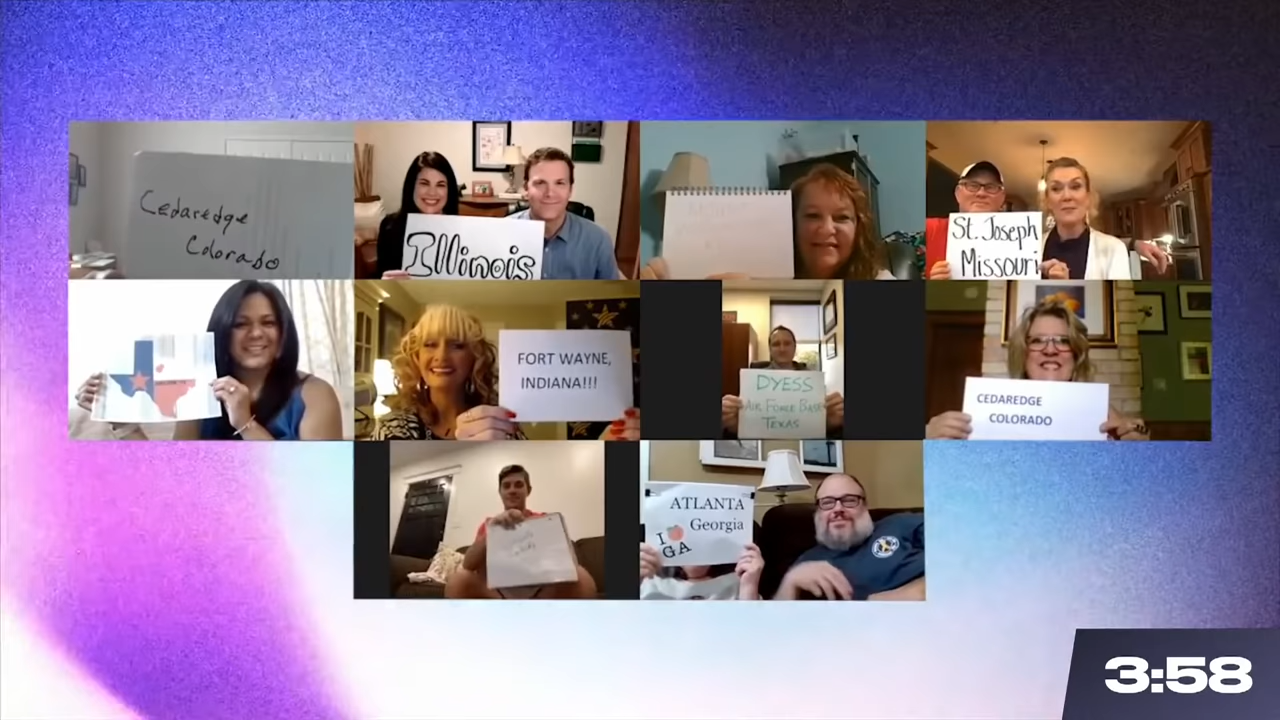 Cedaredge
Colorado
Illinois
St. Joseph
Missouri
FORT WAYNE,
INDIANA!!!
DYESS
AIR FORCE BASE
TEXAS
CEDAREDGE
COLORADO
ATLANTA
Georgia
I
GA
3:58